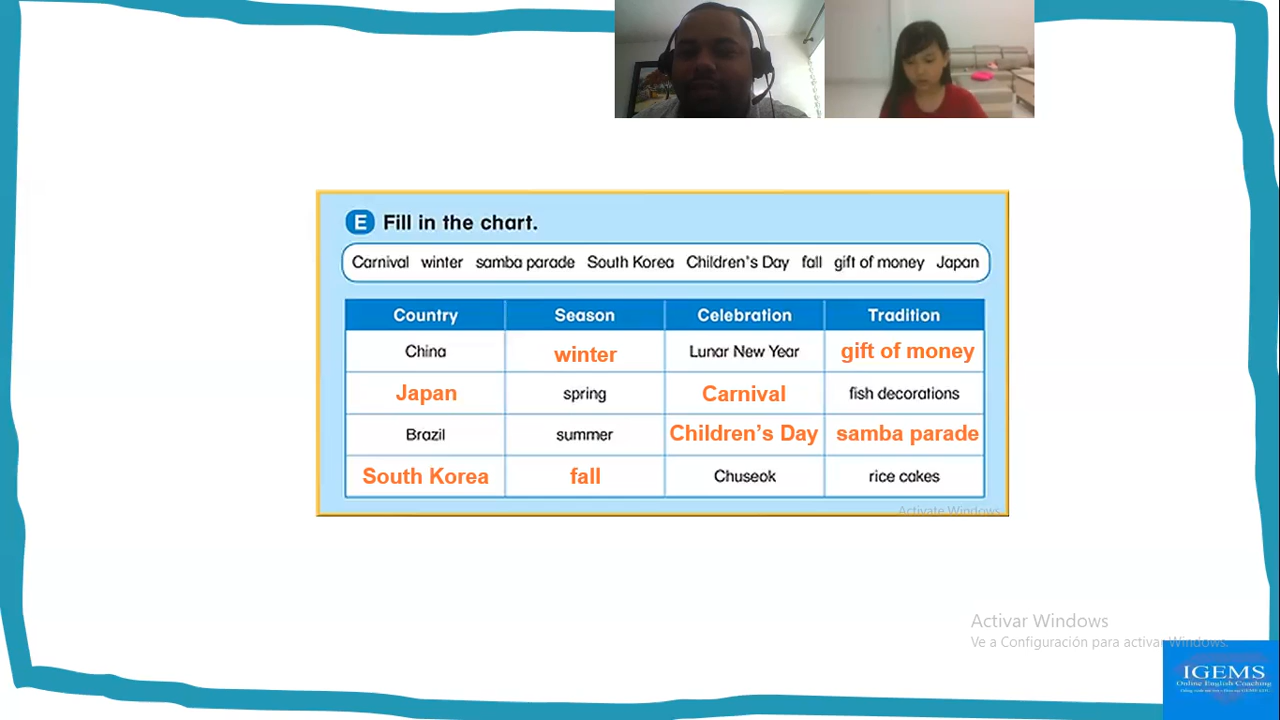 E Fill in the chart.
Carnival winter samba parade South Korea Children's Day fall gift of money Japan
Country Season Celebration Tradition
China winter Lunar New Year gift of money
Japan spring Carnival fish decorations
Brazil summer Children's Day samba parade
South Korea fall Chuseok rice cakes
Activate Windows
Activar Windows
Ve a Configuración para activar Windows.
IGEMS
Online English Coaching